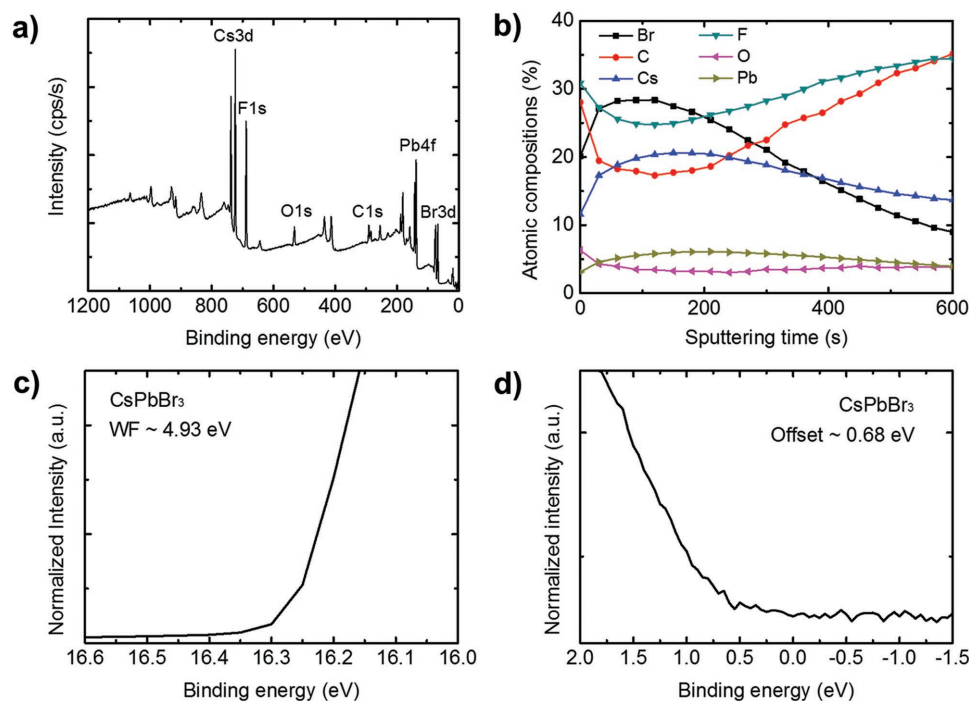 a)
Intensity (cps/s)
Cs3d
F1s
O1s
C1s
Pb4f
Br3d
1200 1000 800 600 400 200 0
Binding energy (eV)
b)
Atomic compositions (%)
40
30
20
10
0
Br
C
Cs
F
O
Pb
0 200 400 600
Sputtering time (s)
c)
Normalized Intensity (a.u.)
CsPbBr₃
WF ~ 4.93 eV
16.6 16.5 16.4 16.3 16.2 16.1 16.0
Binding energy (eV)
d)
Normalized intensity (a.u.)
CsPbBr₃
Offset ~ 0.68 eV
2.0 1.5 1.0 0.5 0.0 -0.5 -1.0 -1.5
Binding energy (eV)